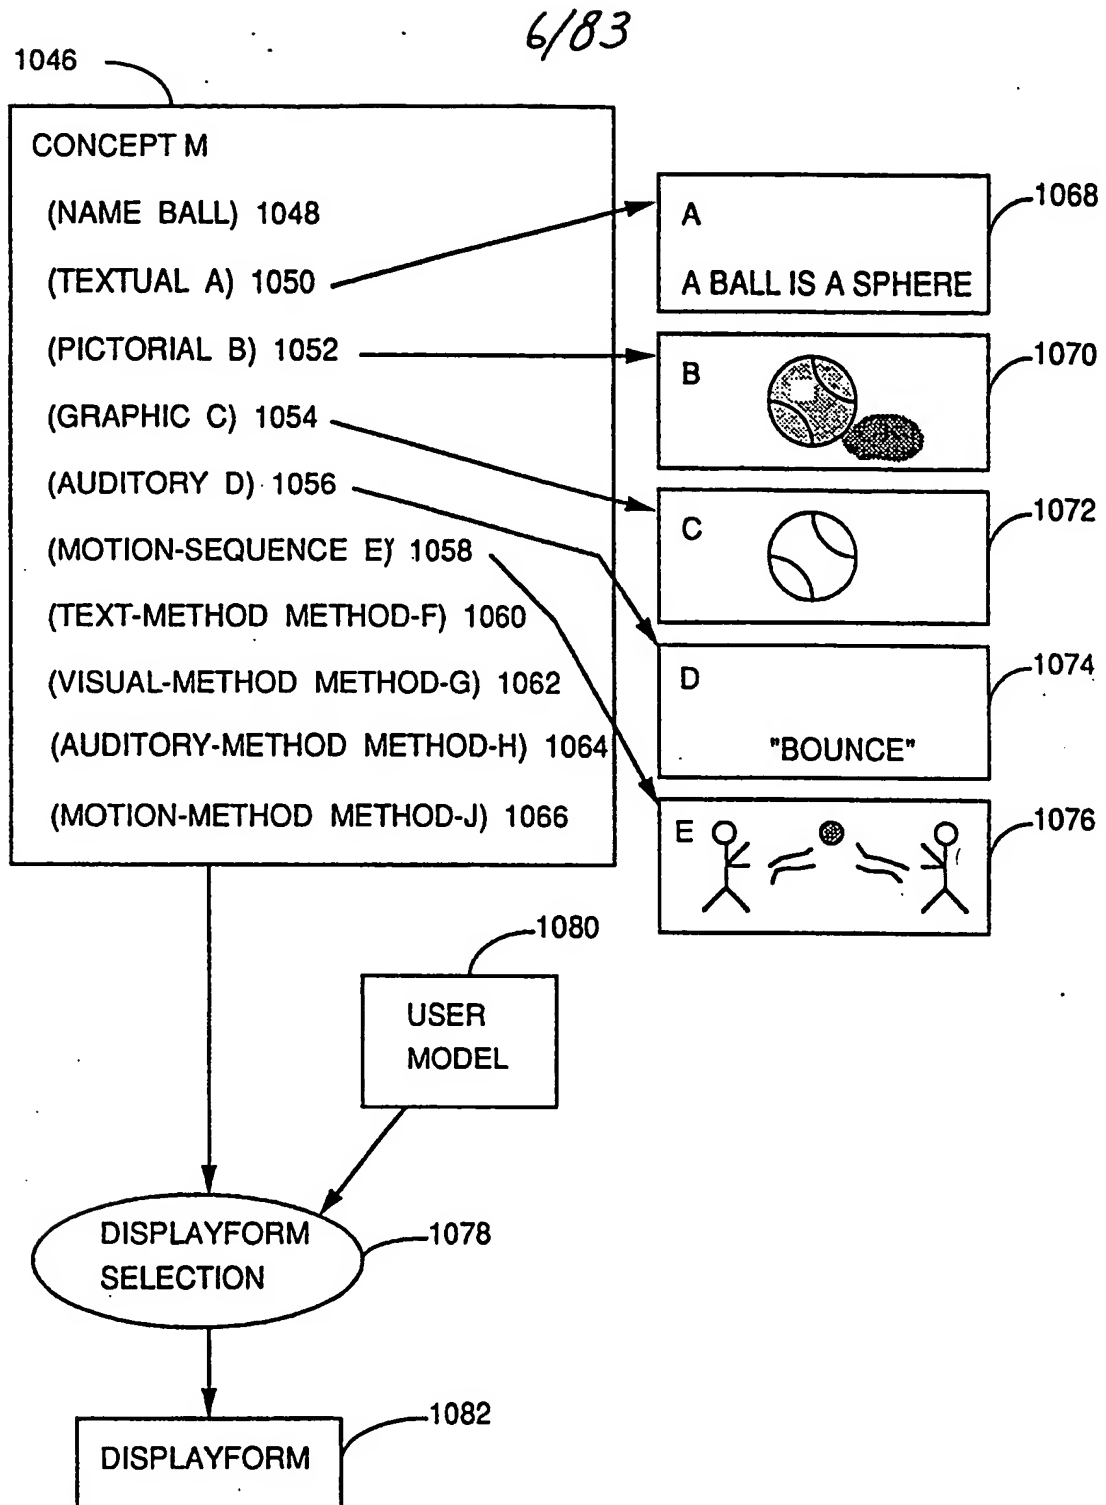 6/83
1046
CONCEPT M
(NAME BALL) 1048
(TEXTUAL A) 1050
(PICTORIAL B) 1052
(GRAPHIC C) 1054
(AUDITORY D) 1056
(MOTION-SEQUENCE E) 1058
(TEXT-METHOD METHOD-F) 1060
(VISUAL-METHOD METHOD-G) 1062
(AUDITORY-METHOD METHOD-H) 1064
(MOTION-METHOD METHOD-J) 1066
A
1068
A BALL IS A SPHERE
B
1070
C
1072
D
1074
"BOUNCE"
E
1076
1080
USER
MODEL
DISPLAYFORM
SELECTION
1078
1082
DISPLAYFORM